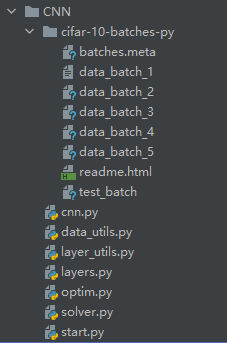 CNN
cifar-10-batches-py
batches.meta
data_batch_1
data_batch_2
data_batch_3
data_batch_4
data_batch_5
readme.html
test_batch
cnn.py
data_utils.py
layer_utils.py
layers.py
optim.py
solver.py
start.py